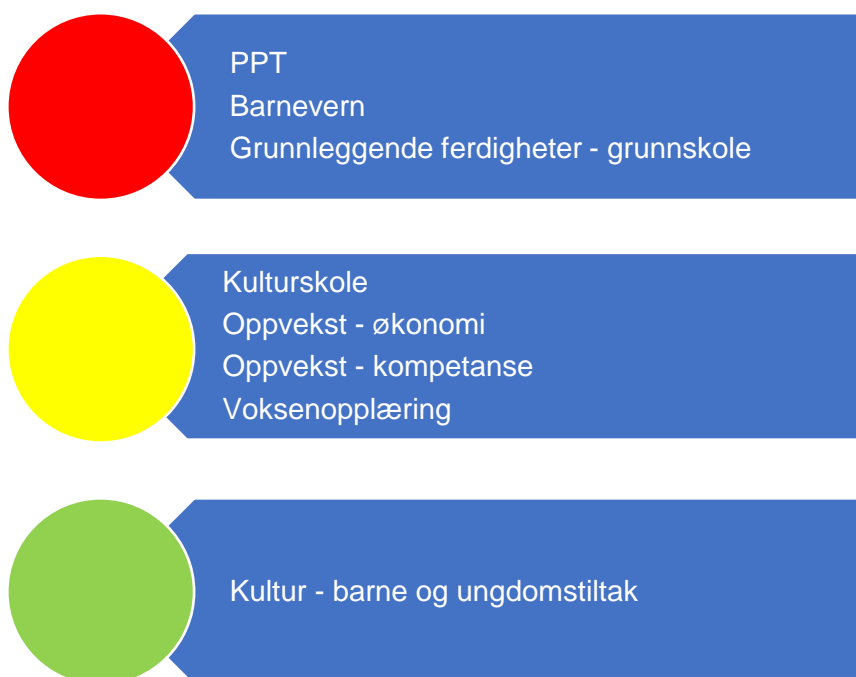 PPT
Barnevern
Grunnleggende ferdigheter - grunnskole
Kulturskole
Oppvekst - økonomi
Oppvekst - kompetanse
Voksenopplæring
Kultur - barne og ungdomstiltak